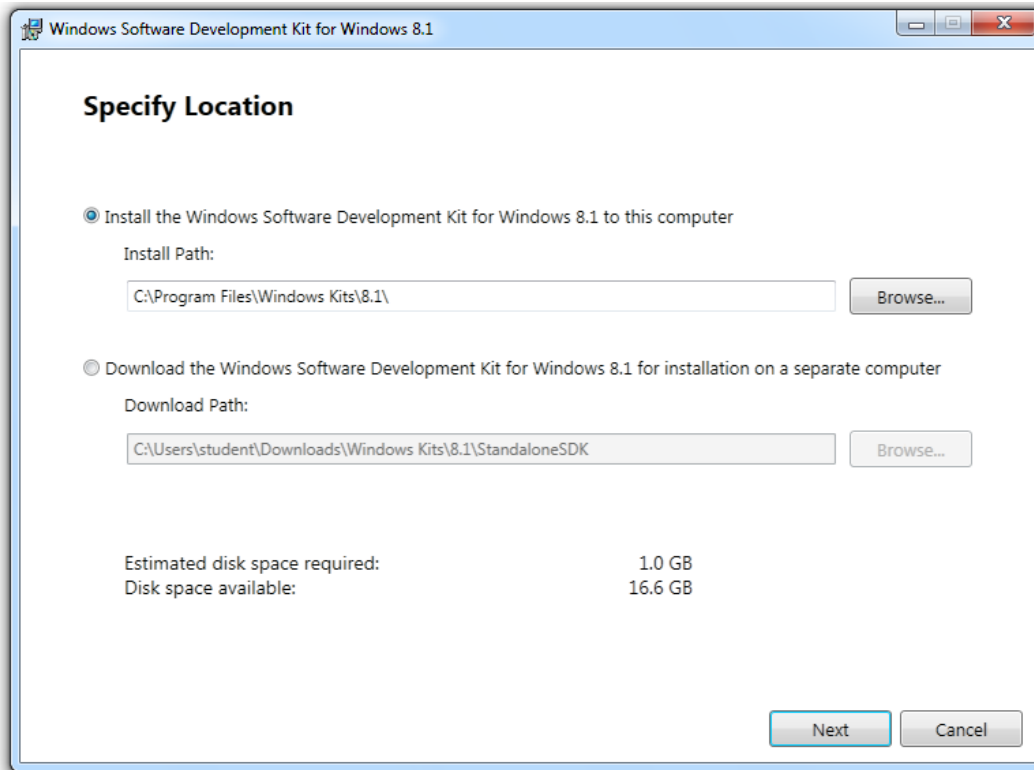 Windows Software Development Kit for Windows 8.1
Specify Location
Install the Windows Software Development Kit for Windows 8.1 to this computer
Install Path:
C:\Program Files\Windows Kits\8.1\
Browse...
Download the Windows Software Development Kit for Windows 8.1 for installation on a separate computer
Download Path:
C:\Users\student\Downloads\Windows Kits\8.1\StandaloneSDK
Browse...
Estimated disk space required: 1.0 GB
Disk space available: 16.6 GB
Next Cancel